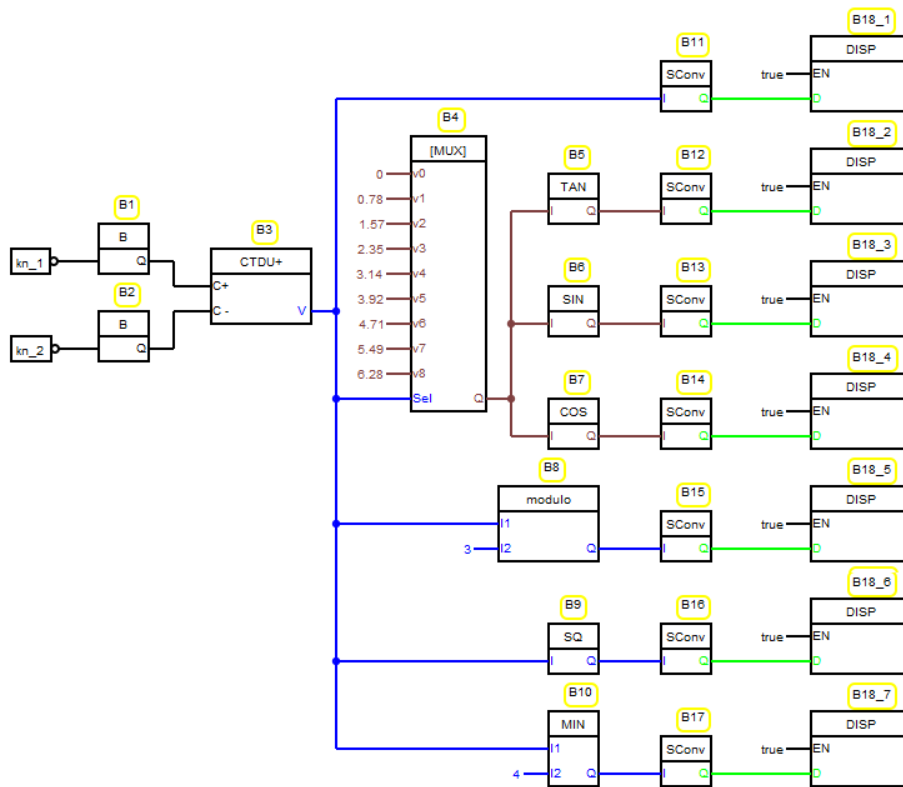 B11
SConv
I Q
B18_1
DISP
true EN
D
B4
[MUX]
0 v0
0.78 v1
1.57 v2
2.35 v3
3.14 v4
3.92 v5
4.71 v6
5.49 v7
6.28 v8
Sel Q
B5
TAN
I Q
B12
SConv
I Q
B18_2
DISP
true EN
D
B1
B
kn_1 Q
B2
B
kn_2 Q
B3
CTDU+
C+
C - V
B6
SIN
I Q
B13
SConv
I Q
B18_3
DISP
true EN
D
B7
COS
I Q
B14
SConv
I Q
B18_4
DISP
true EN
D
B8
modulo
I1
3 I2 Q
B15
SConv
I Q
B18_5
DISP
true EN
D
B9
SQ
I Q
B16
SConv
I Q
B18_6
DISP
true EN
D
B10
MIN
I1
4 I2 Q
B17
SConv
I Q
B18_7
DISP
true EN
D